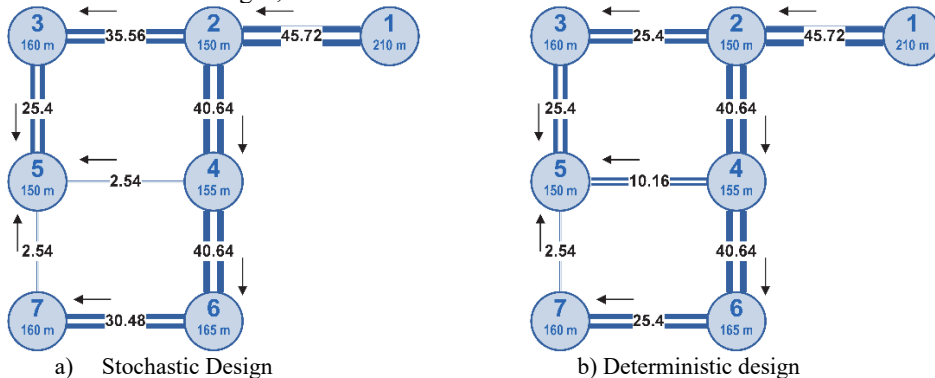 3 160 m 35.56 2 150 m 45.72 1 210 m
25.4 40.64
5 150 m 2.54 4 155 m
2.54 40.64
7 160 m 30.48 6 165 m
a) Stochastic Design
3 160 m 25.4 2 150 m 45.72 1 210 m
25.4 40.64
5 150 m 10.16 4 155 m
2.54 40.64
7 160 m 25.4 6 165 m
b) Deterministic design